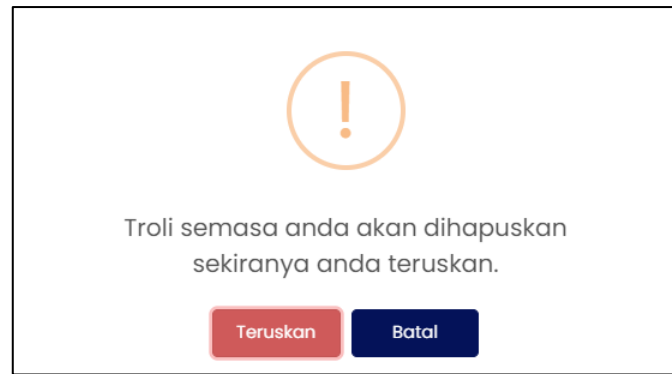 Troli semasa anda akan dihapuskan
sekiranya anda teruskan.
Teruskan
Batal